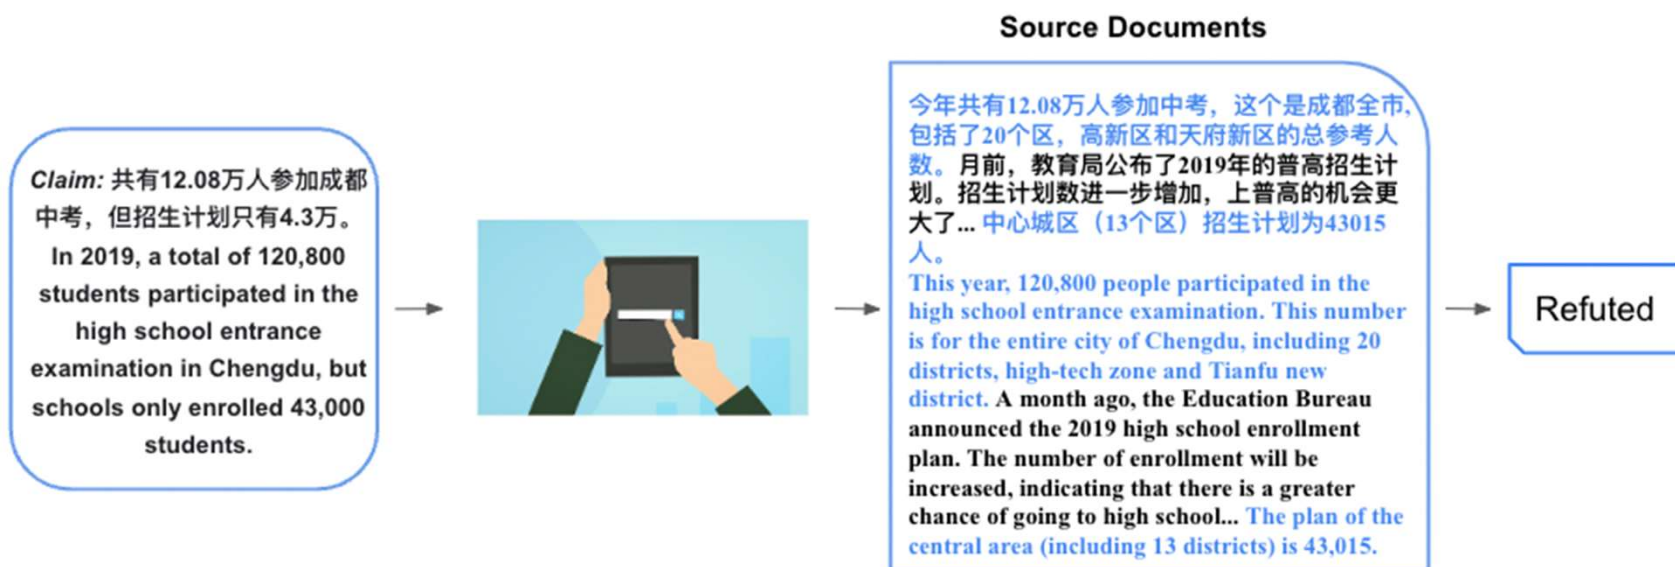 Source Documents
Claim: 共有12.08万人参加成都
中考，但招生计划只有4.3万。
In 2019, a total of 120,800
students participated in the
high school entrance
examination in Chengdu, but
schools only enrolled 43,000
students.
今年共有12.08万人参加中考，这个是成都全市,
包括了20个区，高新区和天府新区的总参考人
数。月前，教育局公布了2019年的普高招生计
划。招生计划数进一步增加，上普高的机会更
大了... 中心城区（13个区）招生计划为43015
人。
This year, 120,800 people participated in the
high school entrance examination. This number
is for the entire city of Chengdu, including 20
districts, high-tech zone and Tianfu new
district. A month ago, the Education Bureau
announced the 2019 high school enrollment
plan. The number of enrollment will be
increased, indicating that there is a greater
chance of going to high school... The plan of the
central area (including 13 districts) is 43,015.
Refuted